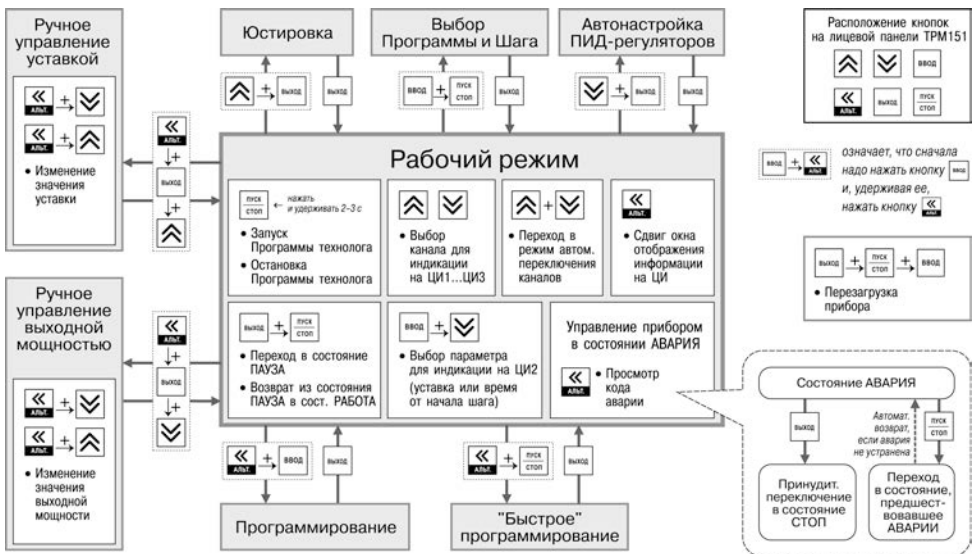 Ручное
управление
уставкой
АЛЬТ.
АЛЬТ.
• Изменение
значения
уставки
АЛЬТ.
ВЫХОД
Юстировка
ВЫХОД
ВЫХОД
Выбор
Программы и Шага
ВВОД
ПУСК
СТОП
ВЫХОД
Автонастройка
ПИД-регуляторов
ВЫХОД
ВЫХОД
Расположение кнопок
на лицевой панели ТРМ151
ВВОД
АЛЬТ.
ВЫХОД
ПУСК
СТОП
ВВОД
АЛЬТ.
означает, что сначала
надо нажать кнопку ВВОД
и, удерживая ее,
нажать кнопку АЛЬТ.
ВЫХОД
ПУСК
СТОП
ВВОД
• Перезагрузка
прибора
Рабочий режим
ПУСК
СТОП
нажать
и удерживать 2–3 с
• Запуск
Программы технолога
• Остановка
Программы технолога
• Выбор
канала для
индикации
на ЦИ1...ЦИ3
• Переход в
режим автом.
переключения
каналов
АЛЬТ.
• Сдвиг окна
отображения
информации
на ЦИ
ВЫХОД
ПУСК
СТОП
• Переход в состояние
ПАУЗА
• Возврат из состояния
ПАУЗА в сост. РАБОТА
ВВОД
• Выбор параметра
для индикации на ЦИ2
(уставка или время
от начала шага)
Управление прибором
в состоянии АВАРИЯ
АЛЬТ.
• Просмотр
кода
аварии
Ручное
управление
выходной
мощностью
АЛЬТ.
АЛЬТ.
• Изменение
значения
выходной
мощности
АЛЬТ.
ВЫХОД
АЛЬТ.
ВВОД
ВЫХОД
Программирование
АЛЬТ.
ПУСК
СТОП
ВЫХОД
"Быстрое"
программирование
Состояние АВАРИЯ
ВЫХОД
Автомат.
возврат,
если авария
не устранена
ПУСК
СТОП
Принудит.
переключение
в состояние
СТОП
Переход
в состояние,
предшест-
вовавшее
АВАРИИ